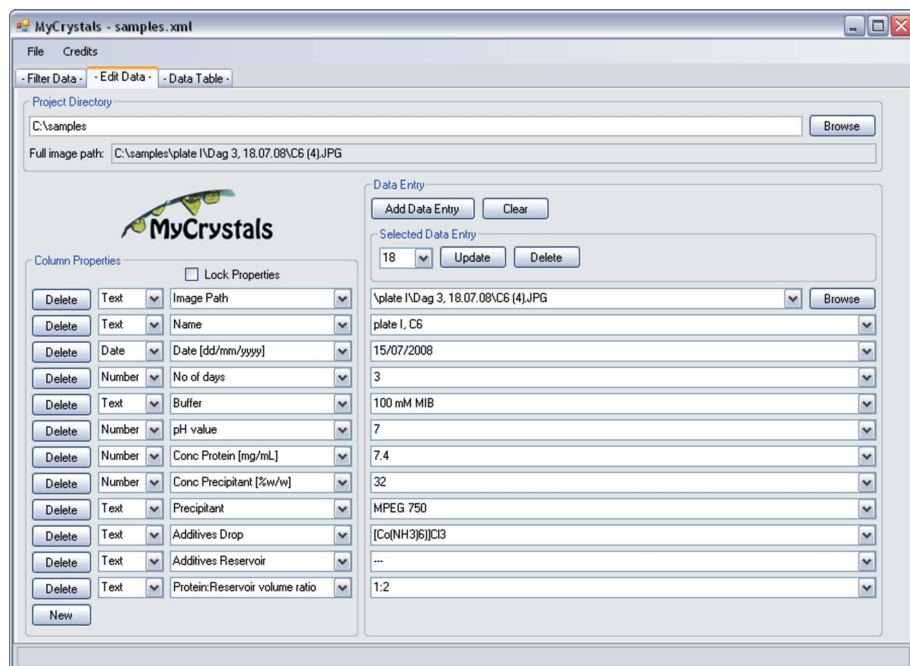 MyCrystals - samples.xml
File Credits
- Filter Data - - Edit Data - - Data Table -
Project Directory
C:\samples Browse
Full image path: C:\samples\plate I\Dag 3, 18.07.08\C6 (4).JPG
MyCrystals
Data Entry
Add Data Entry Clear
Selected Data Entry
18 Update Delete
Column Properties
Lock Properties
Delete Text Image Path \plate I\Dag 3, 18.07.08\C6 (4).JPG Browse
Delete Text Name plate I, C6
Delete Date Date [dd/mm/yyyy] 15/07/2008
Delete Number No of days 3
Delete Text Buffer 100 mM MIB
Delete Number pH value 7
Delete Number Conc Protein [mg/mL] 7.4
Delete Number Conc Precipitant [%w/w] 32
Delete Text Precipitant MPEG 750
Delete Text Additives Drop [Co(NH3)6)]Cl3
Delete Text Additives Reservoir ---
Delete Text Protein:Reservoir volume ratio 1:2
New